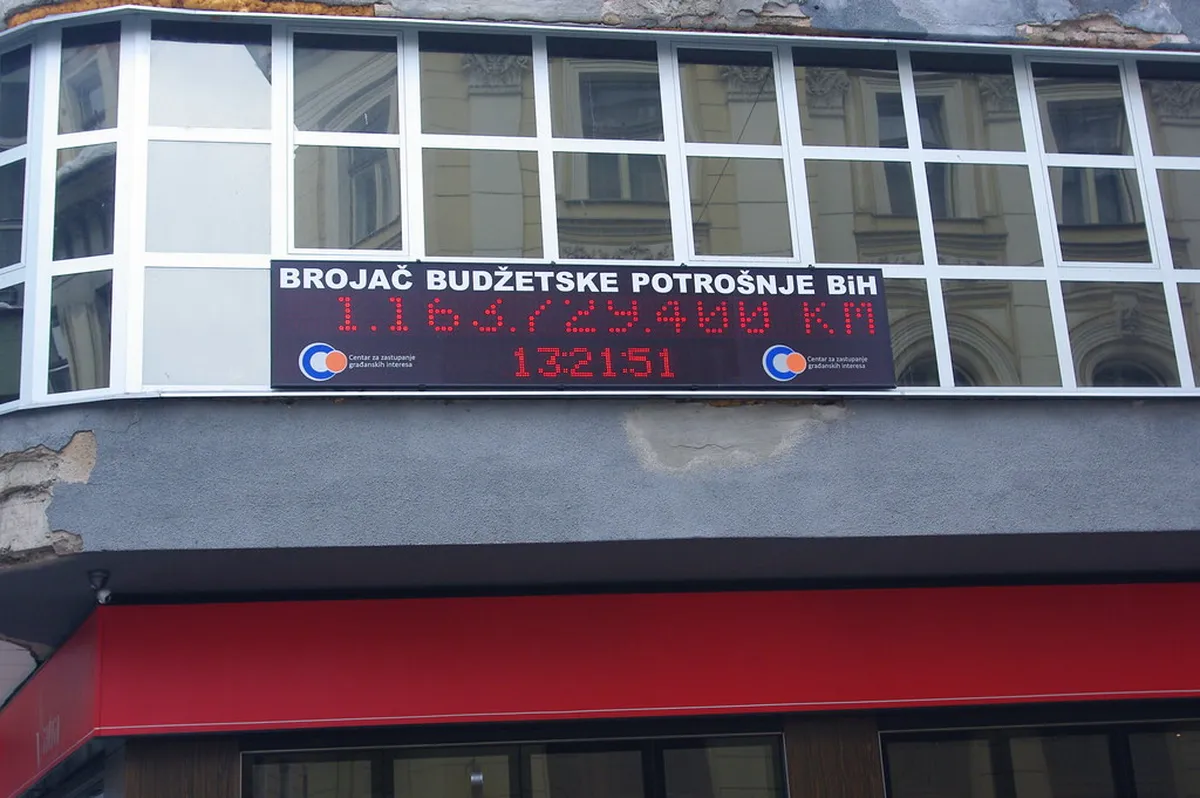 BROJAČ BUDŽETSKE POTROŠNJE BiH
1.163.729.400 KM
13:21:51
Centar za zastupanje
građanskih interesa
Centar za zastupanje
građanskih interesa